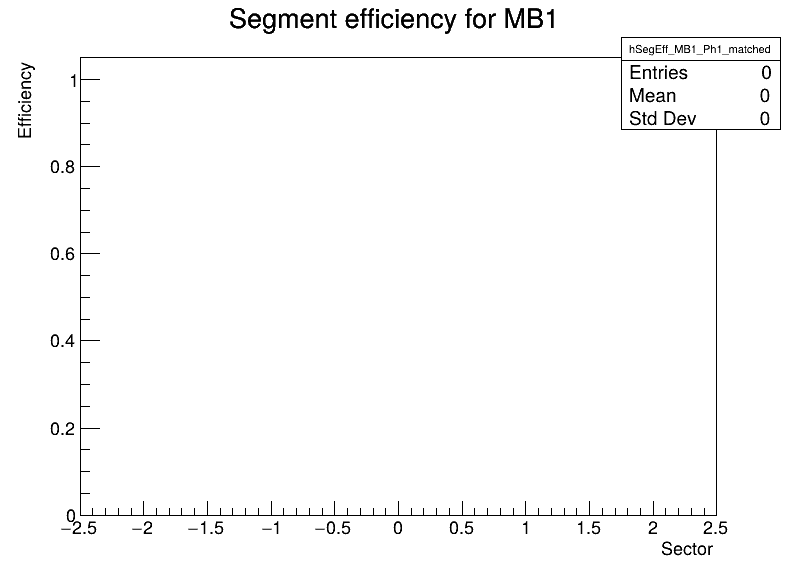 Segment efficiency for MB1
hSegEff_MB1_Ph1_matched
Entries 0
Mean 0
Std Dev 0
Efficiency
1
0.8
0.6
0.4
0.2
0
−2.5 −2 −1.5 −1 −0.5 0 0.5 1 1.5 2 2.5
Sector